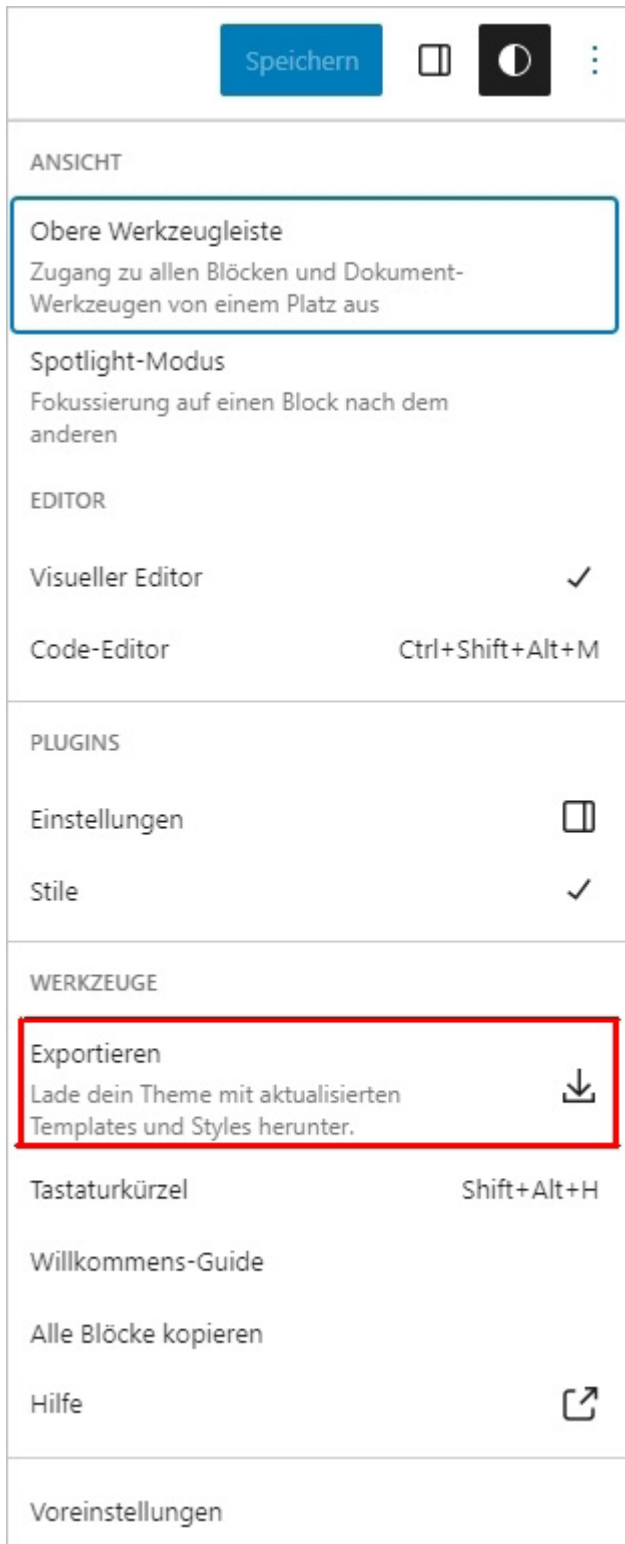 Speichern
ANSICHT
Obere Werkzeugleiste
Zugang zu allen Blöcken und Dokument-
Werkzeugen von einem Platz aus
Spotlight-Modus
Fokussierung auf einen Block nach dem
anderen
EDITOR
Visueller Editor
Code-Editor Ctrl+Shift+Alt+M
PLUGINS
Einstellungen
Stile
WERKZEUGE
Exportieren
Lade dein Theme mit aktualisierten
Templates und Styles herunter.
Tastaturkürzel Shift+Alt+H
Willkommens-Guide
Alle Blöcke kopieren
Hilfe
Voreinstellungen